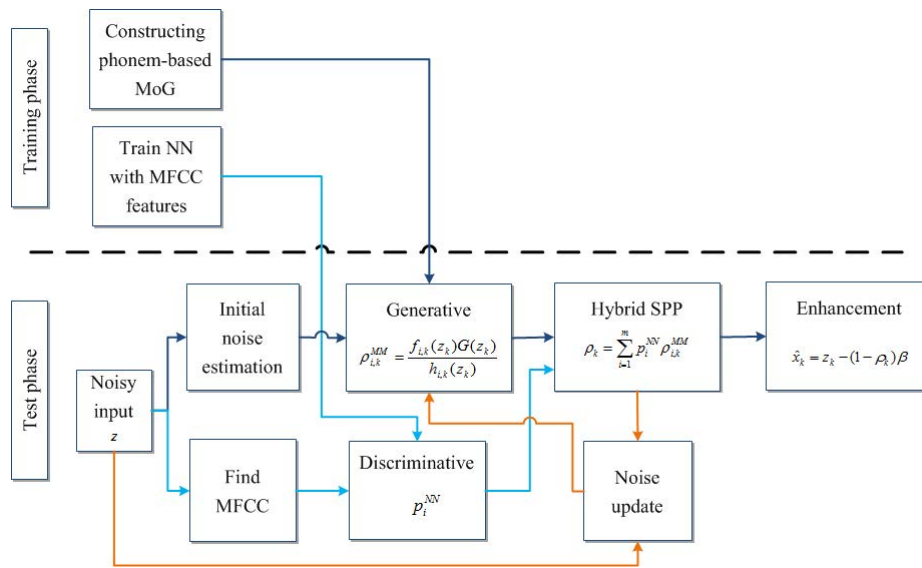 Training phase
Constructing
phonem-based
MoG
Train NN
with MFCC
features
Test phase
Noisy
input
z
Initial
noise
estimation
Find
MFCC
Generative
ρ_{i,k}^{MM} = f_{i,k}(z_k)G(z_k) / h_{i,k}(z_k)
Discriminative
p_i^{NN}
Hybrid SPP
ρ_k = ∑_{i=1}^{m} p_i^{NN} ρ_{i,k}^{MM}
Noise
update
Enhancement
x̂_k = z_k − (1 − ρ_k)β